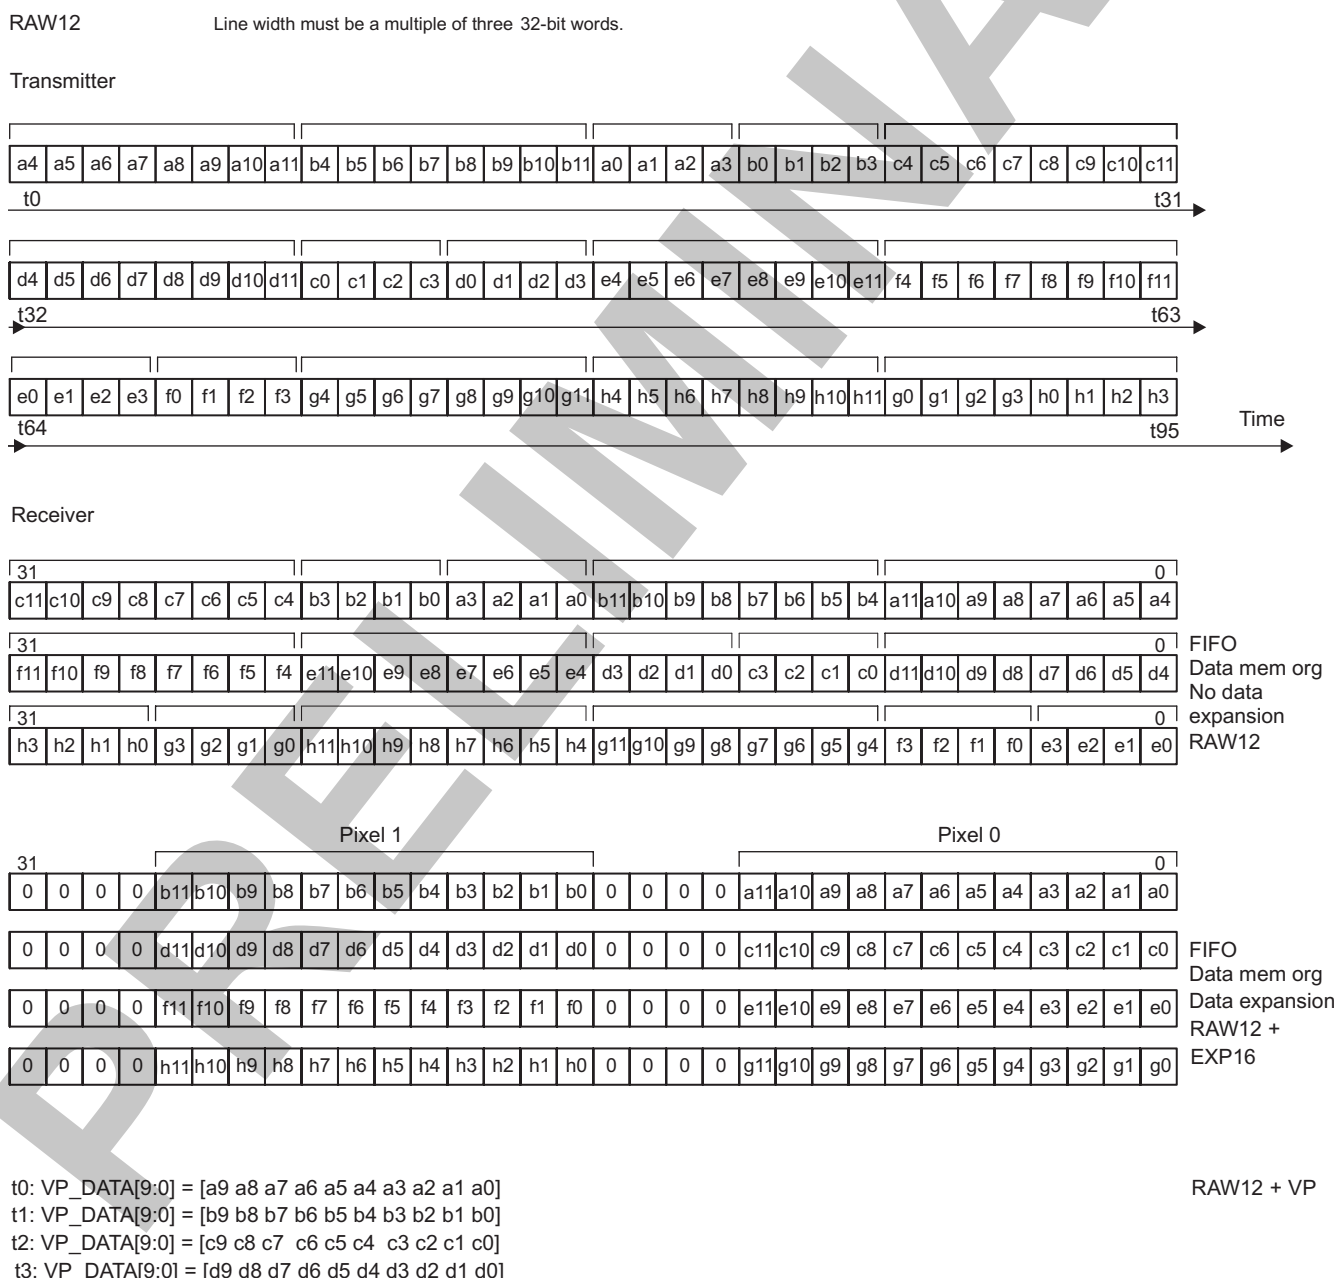 RAW12 Line width must be a multiple of three 32-bit words.
Transmitter
a4 a5 a6 a7 a8 a9 a10 a11 b4 b5 b6 b7 b8 b9 b10 b11 a0 a1 a2 a3 b0 b1 b2 b3 c4 c5 c6 c7 c8 c9 c10 c11
t0 t31
d4 d5 d6 d7 d8 d9 d10 d11 c0 c1 c2 c3 d0 d1 d2 d3 e4 e5 e6 e7 e8 e9 e10 e11 f4 f5 f6 f7 f8 f9 f10 f11
t32 t63
e0 e1 e2 e3 f0 f1 f2 f3 g4 g5 g6 g7 g8 g9 g10 g11 h4 h5 h6 h7 h8 h9 h10 h11 g0 g1 g2 g3 h0 h1 h2 h3
t64 t95 Time
Receiver
31 0
c11 c10 c9 c8 c7 c6 c5 c4 b3 b2 b1 b0 a3 a2 a1 a0 b11 b10 b9 b8 b7 b6 b5 b4 a11 a10 a9 a8 a7 a6 a5 a4
31 0 FIFO
f11 f10 f9 f8 f7 f6 f5 f4 e11 e10 e9 e8 e7 e6 e5 e4 d3 d2 d1 d0 c3 c2 c1 c0 d11 d10 d9 d8 d7 d6 d5 d4 Data mem org
No data
31 0 expansion
h3 h2 h1 h0 g3 g2 g1 g0 h11 h10 h9 h8 h7 h6 h5 h4 g11 g10 g9 g8 g7 g6 g5 g4 f3 f2 f1 f0 e3 e2 e1 e0 RAW12
Pixel 1 Pixel 0
31 0
0 0 0 0 b11 b10 b9 b8 b7 b6 b5 b4 b3 b2 b1 b0 0 0 0 0 a11 a10 a9 a8 a7 a6 a5 a4 a3 a2 a1 a0
0 0 0 0 d11 d10 d9 d8 d7 d6 d5 d4 d3 d2 d1 d0 0 0 0 0 c11 c10 c9 c8 c7 c6 c5 c4 c3 c2 c1 c0 FIFO
Data mem org
0 0 0 0 f11 f10 f9 f8 f7 f6 f5 f4 f3 f2 f1 f0 0 0 0 0 e11 e10 e9 e8 e7 e6 e5 e4 e3 e2 e1 e0 Data expansion
RAW12 +
0 0 0 0 h11 h10 h9 h8 h7 h6 h5 h4 h3 h2 h1 h0 0 0 0 0 g11 g10 g9 g8 g7 g6 g5 g4 g3 g2 g1 g0 EXP16
t0: VP_DATA[9:0] = [a9 a8 a7 a6 a5 a4 a3 a2 a1 a0] RAW12 + VP
t1: VP_DATA[9:0] = [b9 b8 b7 b6 b5 b4 b3 b2 b1 b0]
t2: VP_DATA[9:0] = [c9 c8 c7 c6 c5 c4 c3 c2 c1 c0]
t3: VP_DATA[9:0] = [d9 d8 d7 d6 d5 d4 d3 d2 d1 d0]
PRELIMINA